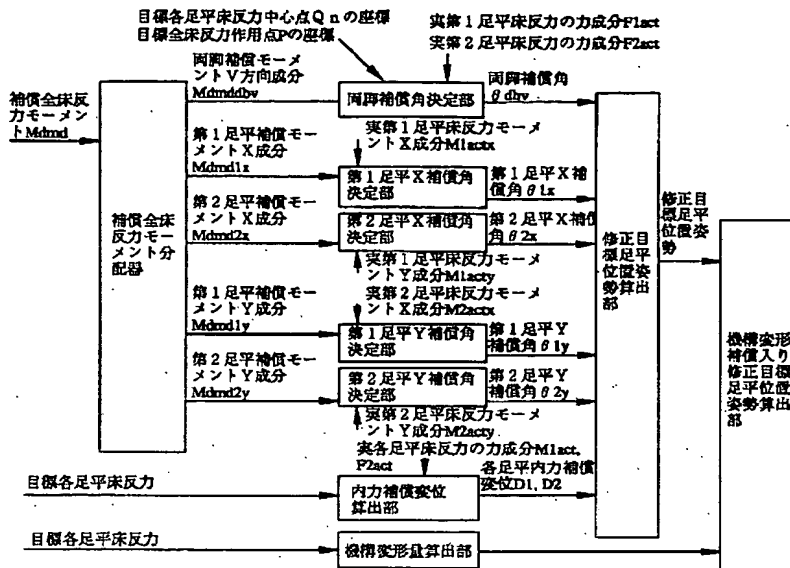 目標各足平床反力中心点Qnの座標
目標全床反力作用点Pの座標
実第1足平床反力の力成分F1act
実第2足平床反力の力成分F2act
両脚補償モーメ
ントV方向成分
Mdmddbv
両脚補償角決定部
両脚補償角
θdbv
補償全床反
力モーメン
トMdmd
実第1足平床反力モーメ
ントX成分M1actx
第1足平補償モー
メントX成分
Mdmd1x
第1足平X補償角
決定部
第1足平X補
償角θ1x
第2足平補償モー
メントX成分
Mdmd2x
第2足平X補償角
決定部
第2足平X補償
角θ2x
補償全床
反力モー
メント分
配器
実第1足平床反力モーメ
ントY成分M1acty
実第2足平床反力モーメ
ントX成分M2actx
第1足平補償モー
メントY成分
Mdmd1y
第1足平Y補償角
決定部
第1足平Y
補償角θ1y
第2足平補償モー
メントY成分
Mdmd2y
第2足平Y補償角
決定部
第2足平Y
補償角θ2y
実第2足平床反力モーメ
ントY成分M2acty
実各足平床反力の力成分M1act,
F2act
目標各足平床反力
内力補償変位
算出部
各足平内力補償
変位D1, D2
目標各足平床反力
機構変形量算出部
修正目
標足平
位置姿
勢算出
部
修正目
標足平
位置姿
勢
機構変形
補償入り
修正目標
足平位置
姿勢算出
部